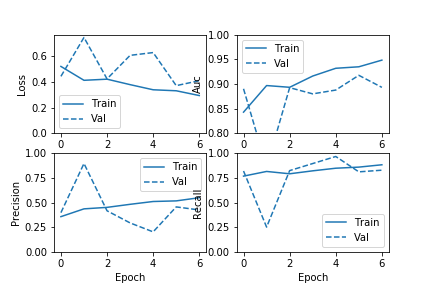 Loss
0.6
0.4
0.2
0.0
0 2 4 6
Train
Val
Auc
1.00
0.95
0.90
0.85
0.80
0 2 4 6
Train
Val
Precision
1.00
0.75
0.50
0.25
0.00
0 2 4 6
Epoch
Train
Val
Recall
1.00
0.75
0.50
0.25
0.00
0 2 4 6
Epoch
Train
Val